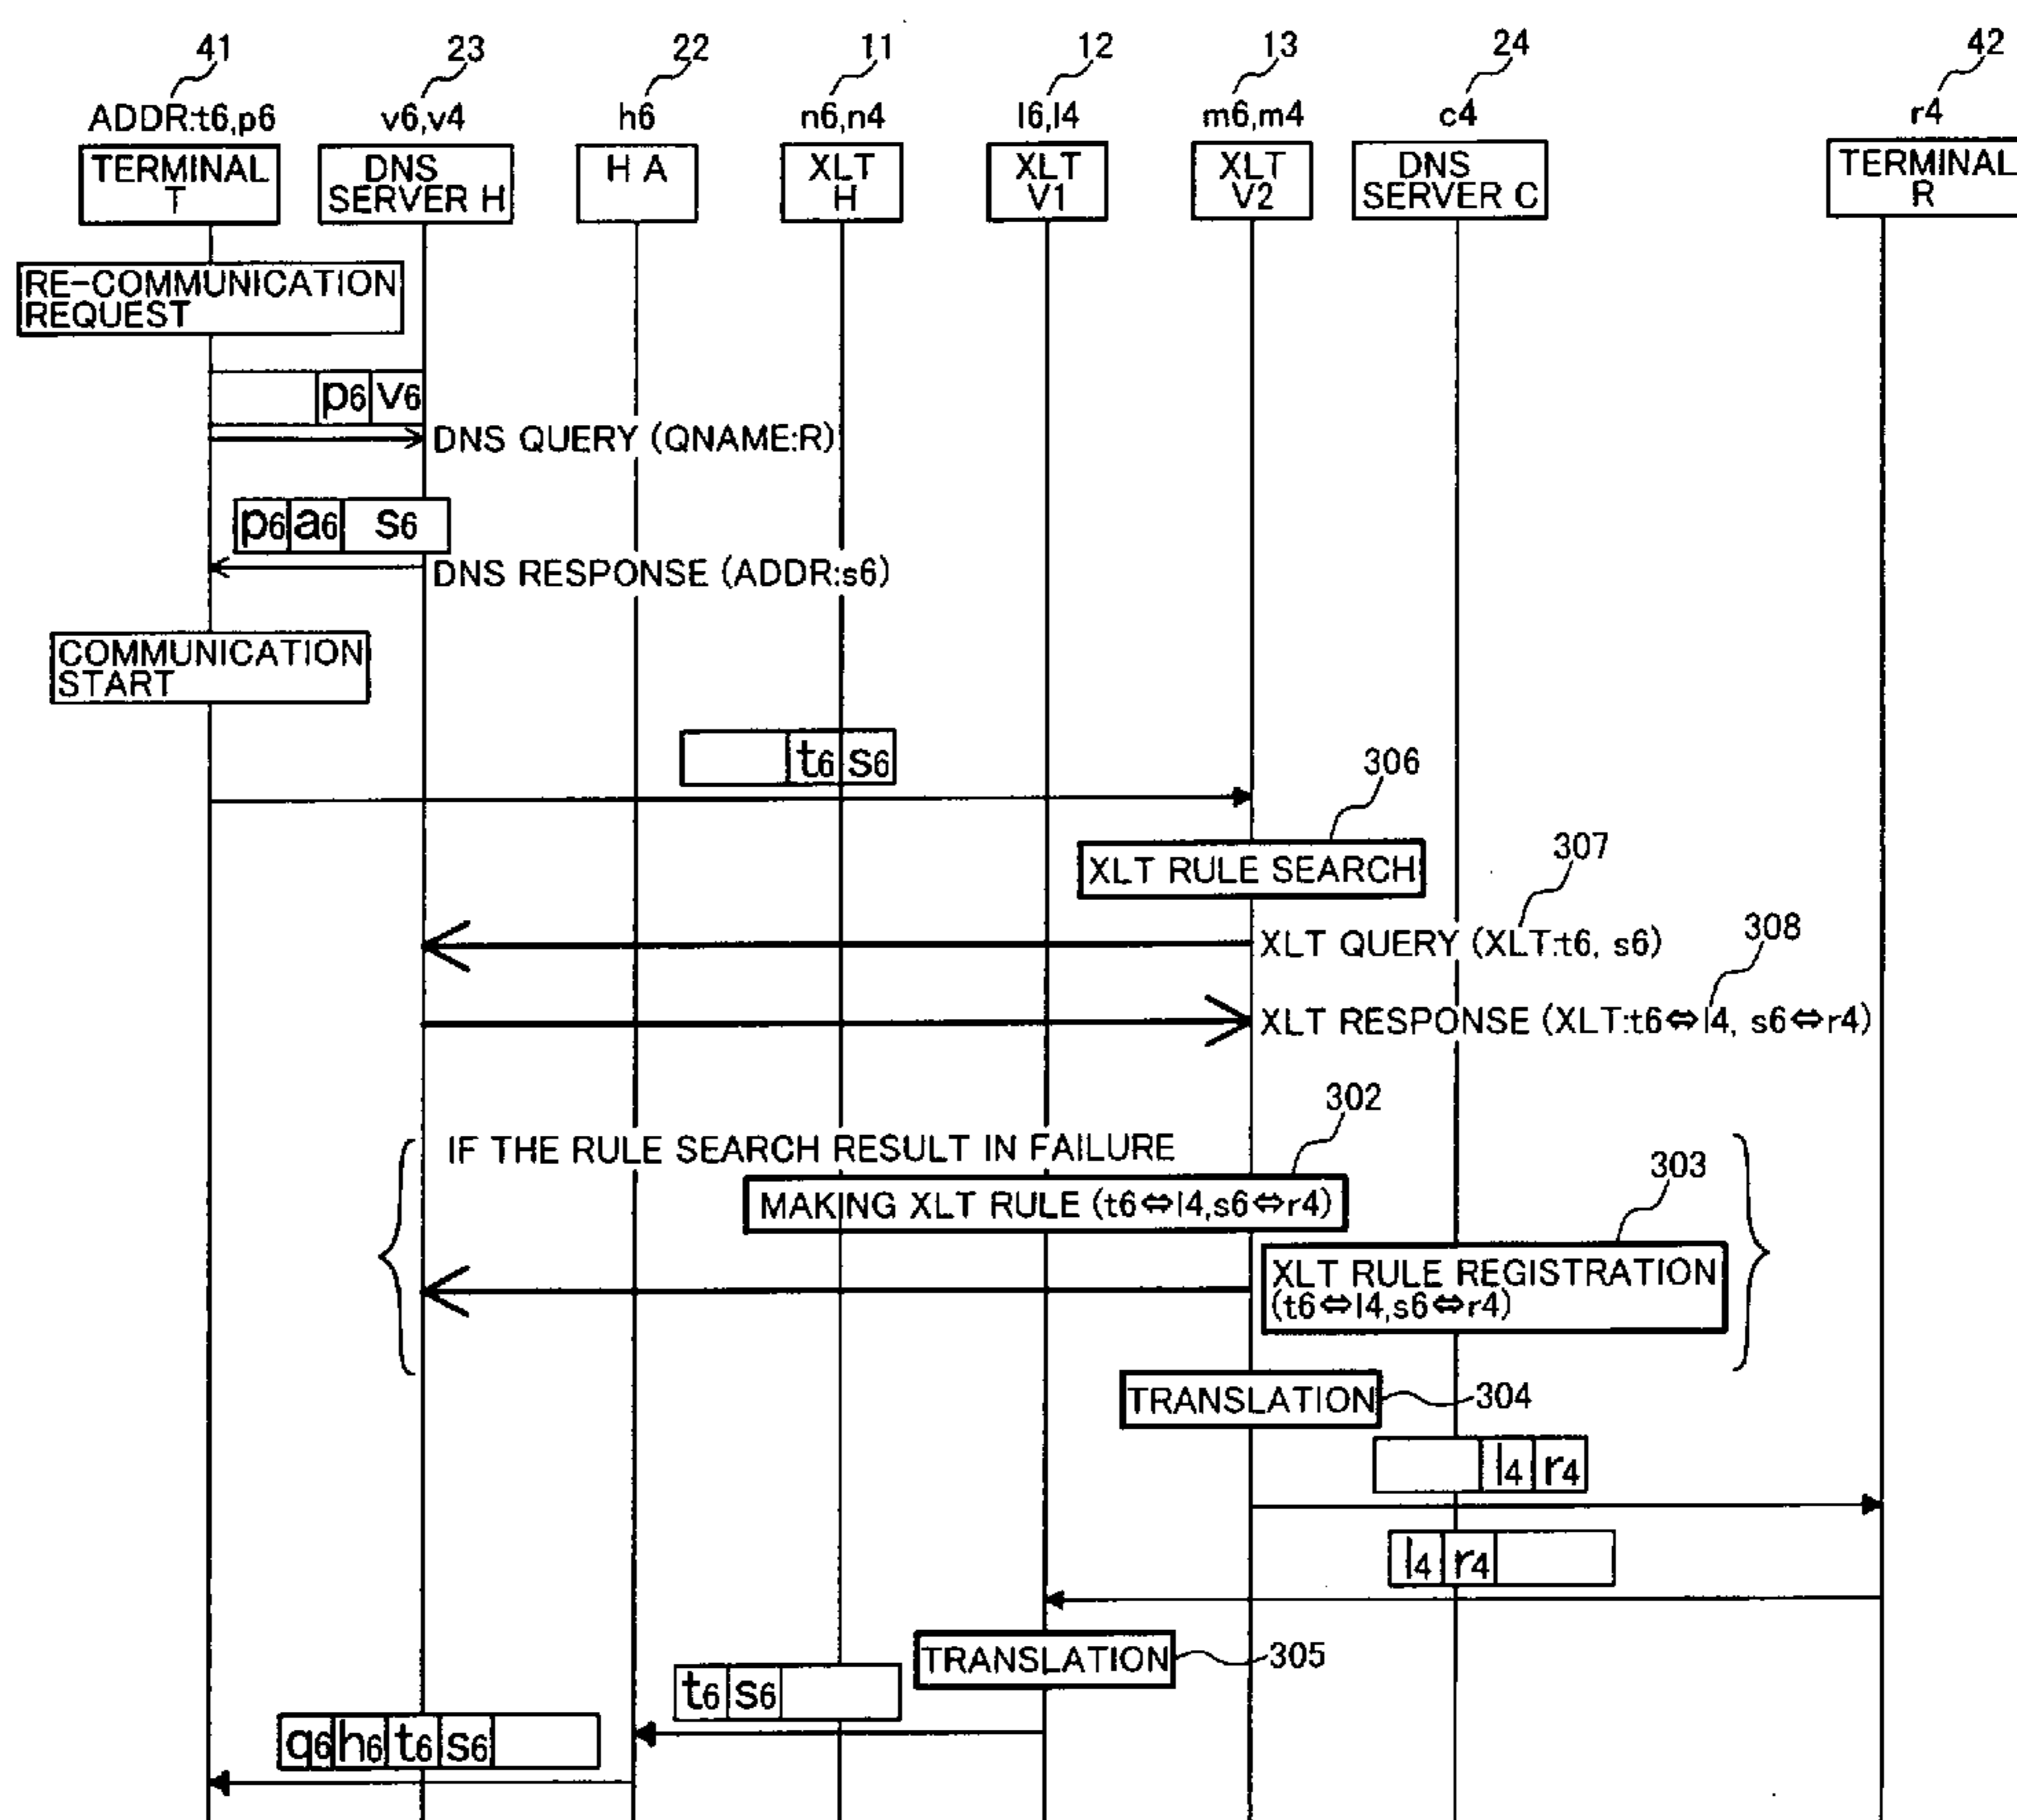 41 23 22 11 12 13 24 42
ADDR:t6,p6 v6,v4 h6 n6,n4 l6,l4 m6,m4 c4 r4
TERMINAL T
DNS SERVER H
H A
XLT H
XLT V1
XLT V2
DNS SERVER C
TERMINAL R
RE-COMMUNICATION
REQUEST
p6 v6
DNS QUERY (QNAME:R)
p6 a6 s6
DNS RESPONSE (ADDR:s6)
COMMUNICATION
START
t6 s6
306
XLT RULE SEARCH
307
XLT QUERY (XLT:t6, s6)
308
XLT RESPONSE (XLT:t6⇔l4, s6⇔r4)
302
IF THE RULE SEARCH RESULT IN FAILURE
303
MAKING XLT RULE (t6⇔l4,s6⇔r4)
XLT RULE REGISTRATION
(t6⇔l4,s6⇔r4)
TRANSLATION 304
l4 r4
l4 r4
TRANSLATION 305
t6 s6
q6 h6 t6 s6